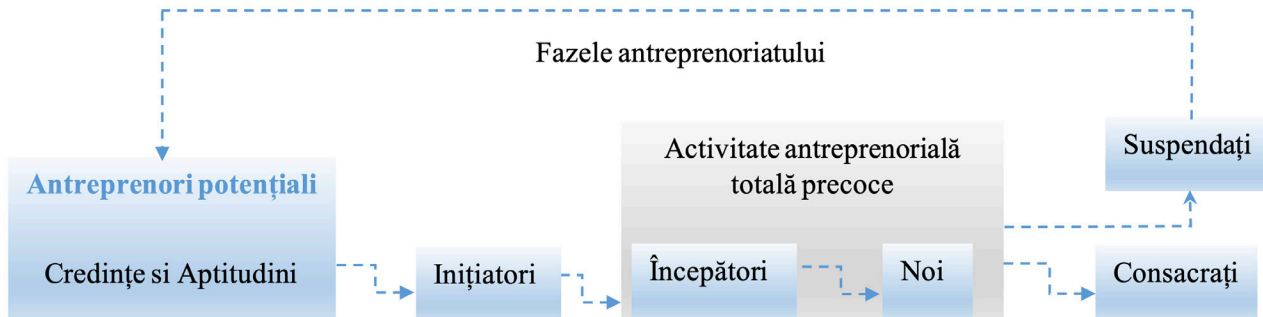 Fazele antreprenoriatului
Suspendați
Activitate antreprenorială
totală precoce
Antreprenori potențiali
Credințe si Aptitudini
Inițiatori
Începători
Noi
Consacrați